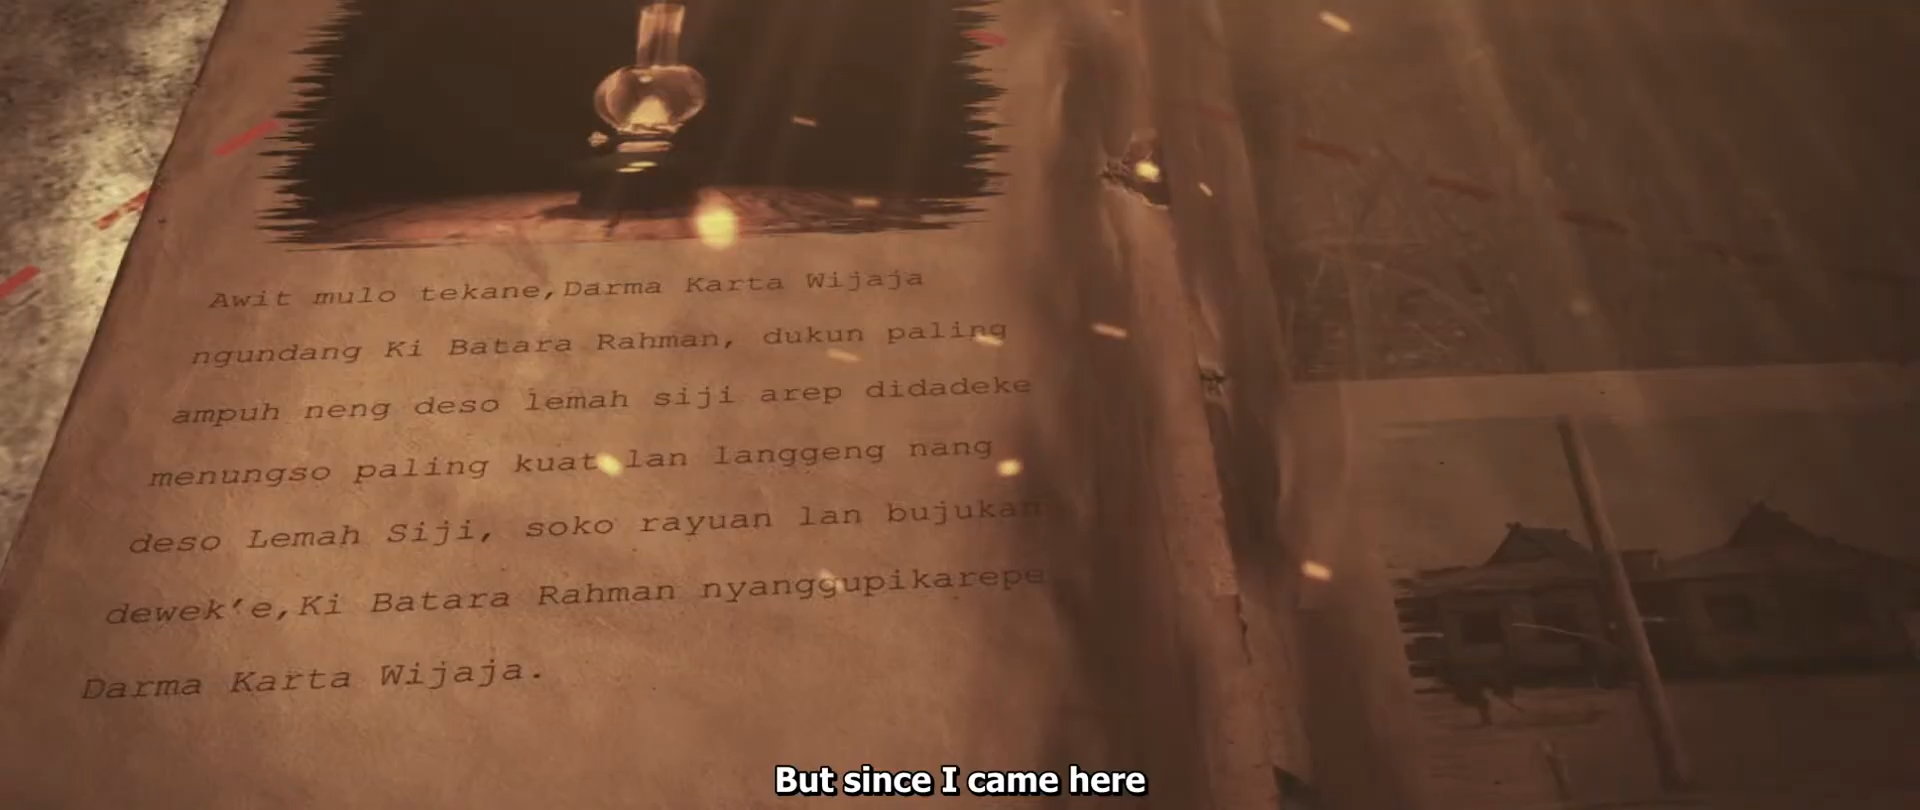 Awit mulo tekane,Darma Karta Wijaja
ngundang Ki Batara Rahman, dukun paling
ampuh neng deso lemah siji arep didadeke
menungso paling kuat lan langgeng nang
deso Lemah Siji, soko rayuan lan bujukan
dewek'e,Ki Batara Rahman nyanggupikarepe
Darma Karta Wijaja.
But since I came here